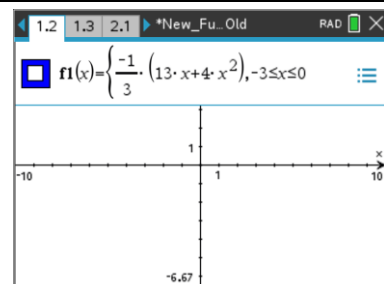 1.2 1.3 2.1 *New_Fu...Old RAD
f1(x)={-1/3·(13·x+4·x²),-3≤x≤0
1
x
-10 1 10
-6.67